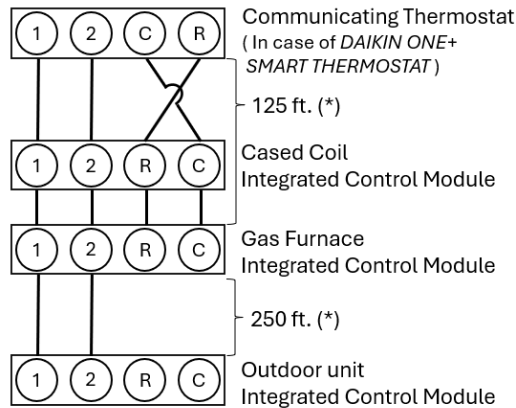 1 2 C R
Communicating Thermostat
( In case of DAIKIN ONE+
SMART THERMOSTAT )
125 ft. (*)
1 2 R C
Cased Coil
Integrated Control Module
1 2 R C
Gas Furnace
Integrated Control Module
250 ft. (*)
1 2 R C
Outdoor unit
Integrated Control Module